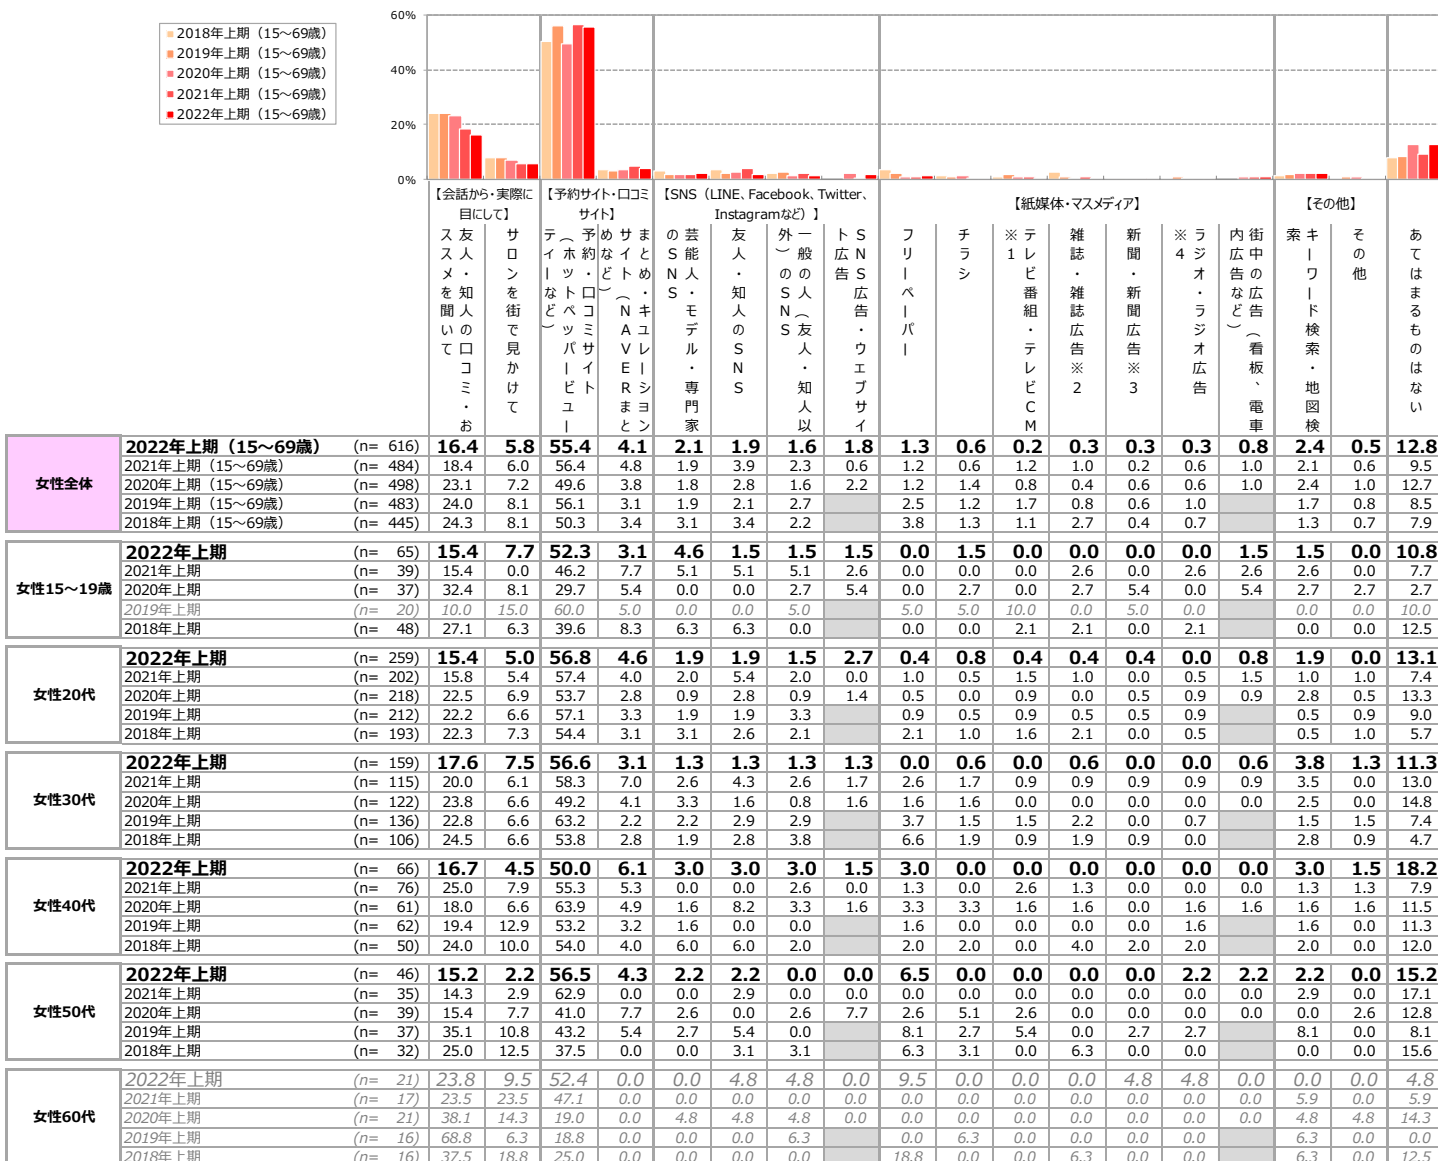 60%
40%
20%
0%
2018年上期（15～69歳）
2019年上期（15～69歳）
2020年上期（15～69歳）
2021年上期（15～69歳）
2022年上期（15～69歳）
【会話から・実際に目にして】
【予約サイト・口コミサイト】
【SNS（LINE、Facebook、Twitter、Instagramなど）】
【紙媒体・マスメディア】
【その他】
友人・知人の口コミ・おススメを聞いて
サロンを街で見かけて
予約・口コミサイト（ホットペッパービューティーなど）
まとめ・キュレーションサイト（NAVERまとめなど）
芸能人・モデル・専門家のSNS
友人・知人のSNS
一般の人（友人・知人以外）のSNS
SNS広告・ウエブサイト広告
フリーペーパー
チラシ
テレビ番組・テレビCM※1
雑誌・雑誌広告※2
新聞・新聞広告※3
ラジオ・ラジオ広告※4
街中の広告（看板、電車内広告など）
キーワード検索・地図検索
その他
あてはまるものはない
女性全体
2022年上期（15～69歳） (n= 616) 16.4 5.8 55.4 4.1 2.1 1.9 1.6 1.8 1.3 0.6 0.2 0.3 0.3 0.3 0.8 2.4 0.5 12.8
2021年上期（15～69歳） (n= 484) 18.4 6.0 56.4 4.8 1.9 3.9 2.3 0.6 1.2 0.6 1.2 1.0 0.2 0.6 1.0 2.1 0.6 9.5
2020年上期（15～69歳） (n= 498) 23.1 7.2 49.6 3.8 1.8 2.8 1.6 2.2 1.2 1.4 0.8 0.4 0.6 0.6 1.0 2.4 1.0 12.7
2019年上期（15～69歳） (n= 483) 24.0 8.1 56.1 3.1 1.9 2.1 2.7 2.5 1.2 1.7 0.8 0.6 1.0 1.7 0.8 8.5
2018年上期（15～69歳） (n= 445) 24.3 8.1 50.3 3.4 3.1 3.4 2.2 3.8 1.3 1.1 2.7 0.4 0.7 1.3 0.7 7.9
女性15～19歳
2022年上期 (n= 65) 15.4 7.7 52.3 3.1 4.6 1.5 1.5 1.5 0.0 1.5 0.0 0.0 0.0 0.0 1.5 1.5 0.0 10.8
2021年上期 (n= 39) 15.4 0.0 46.2 7.7 5.1 5.1 5.1 2.6 0.0 0.0 0.0 2.6 0.0 2.6 2.6 2.6 0.0 7.7
2020年上期 (n= 37) 32.4 8.1 29.7 5.4 0.0 0.0 2.7 5.4 0.0 2.7 0.0 2.7 5.4 0.0 5.4 2.7 2.7 2.7
2019年上期 (n= 20) 10.0 15.0 60.0 5.0 0.0 0.0 5.0 5.0 5.0 10.0 0.0 5.0 0.0 0.0 0.0 10.0
2018年上期 (n= 48) 27.1 6.3 39.6 8.3 6.3 6.3 0.0 0.0 0.0 2.1 2.1 0.0 2.1 0.0 0.0 12.5
女性20代
2022年上期 (n= 259) 15.4 5.0 56.8 4.6 1.9 1.9 1.5 2.7 0.4 0.8 0.4 0.4 0.4 0.0 0.8 1.9 0.0 13.1
2021年上期 (n= 202) 15.8 5.4 57.4 4.0 2.0 5.4 2.0 0.0 1.0 0.5 1.5 1.0 0.0 0.5 1.5 1.0 1.0 7.4
2020年上期 (n= 218) 22.5 6.9 53.7 2.8 0.9 2.8 0.9 1.4 0.5 0.0 0.9 0.0 0.5 0.9 0.9 2.8 0.5 13.3
2019年上期 (n= 212) 22.2 6.6 57.1 3.3 1.9 1.9 3.3 0.9 0.5 0.9 0.5 0.5 0.9 0.5 0.9 9.0
2018年上期 (n= 193) 22.3 7.3 54.4 3.1 3.1 2.6 2.1 2.1 1.0 1.6 2.1 0.0 0.5 0.5 1.0 5.7
女性30代
2022年上期 (n= 159) 17.6 7.5 56.6 3.1 1.3 1.3 1.3 1.3 0.0 0.6 0.0 0.6 0.0 0.0 0.6 3.8 1.3 11.3
2021年上期 (n= 115) 20.0 6.1 58.3 7.0 2.6 4.3 2.6 1.7 2.6 1.7 0.9 0.9 0.9 0.9 0.9 3.5 0.0 13.0
2020年上期 (n= 122) 23.8 6.6 49.2 4.1 3.3 1.6 0.8 1.6 1.6 1.6 0.0 0.0 0.0 0.0 0.0 2.5 0.0 14.8
2019年上期 (n= 136) 22.8 6.6 63.2 2.2 2.2 2.9 2.9 3.7 1.5 1.5 2.2 0.0 0.7 1.5 1.5 7.4
2018年上期 (n= 106) 24.5 6.6 53.8 2.8 1.9 2.8 3.8 6.6 1.9 0.9 1.9 0.9 0.0 2.8 0.9 4.7
女性40代
2022年上期 (n= 66) 16.7 4.5 50.0 6.1 3.0 3.0 3.0 1.5 3.0 0.0 0.0 0.0 0.0 0.0 0.0 3.0 1.5 18.2
2021年上期 (n= 76) 25.0 7.9 55.3 5.3 0.0 0.0 2.6 0.0 1.3 0.0 2.6 1.3 0.0 0.0 0.0 1.3 1.3 7.9
2020年上期 (n= 61) 18.0 6.6 63.9 4.9 1.6 8.2 3.3 1.6 3.3 3.3 1.6 1.6 0.0 1.6 1.6 1.6 1.6 11.5
2019年上期 (n= 62) 19.4 12.9 53.2 3.2 1.6 0.0 0.0 1.6 0.0 0.0 0.0 0.0 1.6 1.6 0.0 11.3
2018年上期 (n= 50) 24.0 10.0 54.0 4.0 6.0 6.0 2.0 2.0 2.0 0.0 4.0 2.0 2.0 2.0 0.0 12.0
女性50代
2022年上期 (n= 46) 15.2 2.2 56.5 4.3 2.2 2.2 0.0 0.0 6.5 0.0 0.0 0.0 0.0 2.2 2.2 2.2 0.0 15.2
2021年上期 (n= 35) 14.3 2.9 62.9 0.0 0.0 2.9 0.0 0.0 0.0 0.0 0.0 0.0 0.0 0.0 0.0 2.9 0.0 17.1
2020年上期 (n= 39) 15.4 7.7 41.0 7.7 2.6 0.0 2.6 7.7 2.6 5.1 2.6 0.0 0.0 0.0 0.0 0.0 2.6 12.8
2019年上期 (n= 37) 35.1 10.8 43.2 5.4 2.7 5.4 0.0 8.1 2.7 5.4 0.0 2.7 2.7 8.1 0.0 8.1
2018年上期 (n= 32) 25.0 12.5 37.5 0.0 0.0 3.1 3.1 6.3 3.1 0.0 6.3 0.0 0.0 0.0 0.0 15.6
女性60代
2022年上期 (n= 21) 23.8 9.5 52.4 0.0 0.0 4.8 4.8 0.0 9.5 0.0 0.0 0.0 4.8 4.8 0.0 0.0 0.0 4.8
2021年上期 (n= 17) 23.5 23.5 47.1 0.0 0.0 0.0 0.0 0.0 0.0 0.0 0.0 0.0 0.0 0.0 0.0 5.9 0.0 5.9
2020年上期 (n= 21) 38.1 14.3 19.0 0.0 4.8 4.8 4.8 0.0 0.0 0.0 0.0 0.0 0.0 0.0 0.0 4.8 4.8 14.3
2019年上期 (n= 16) 68.8 6.3 18.8 0.0 0.0 0.0 6.3 0.0 6.3 0.0 0.0 0.0 0.0 6.3 0.0 0.0
2018年上期 (n= 16) 37.5 18.8 25.0 0.0 0.0 0.0 0.0 18.8 0.0 0.0 6.3 0.0 0.0 6.3 0.0 12.5